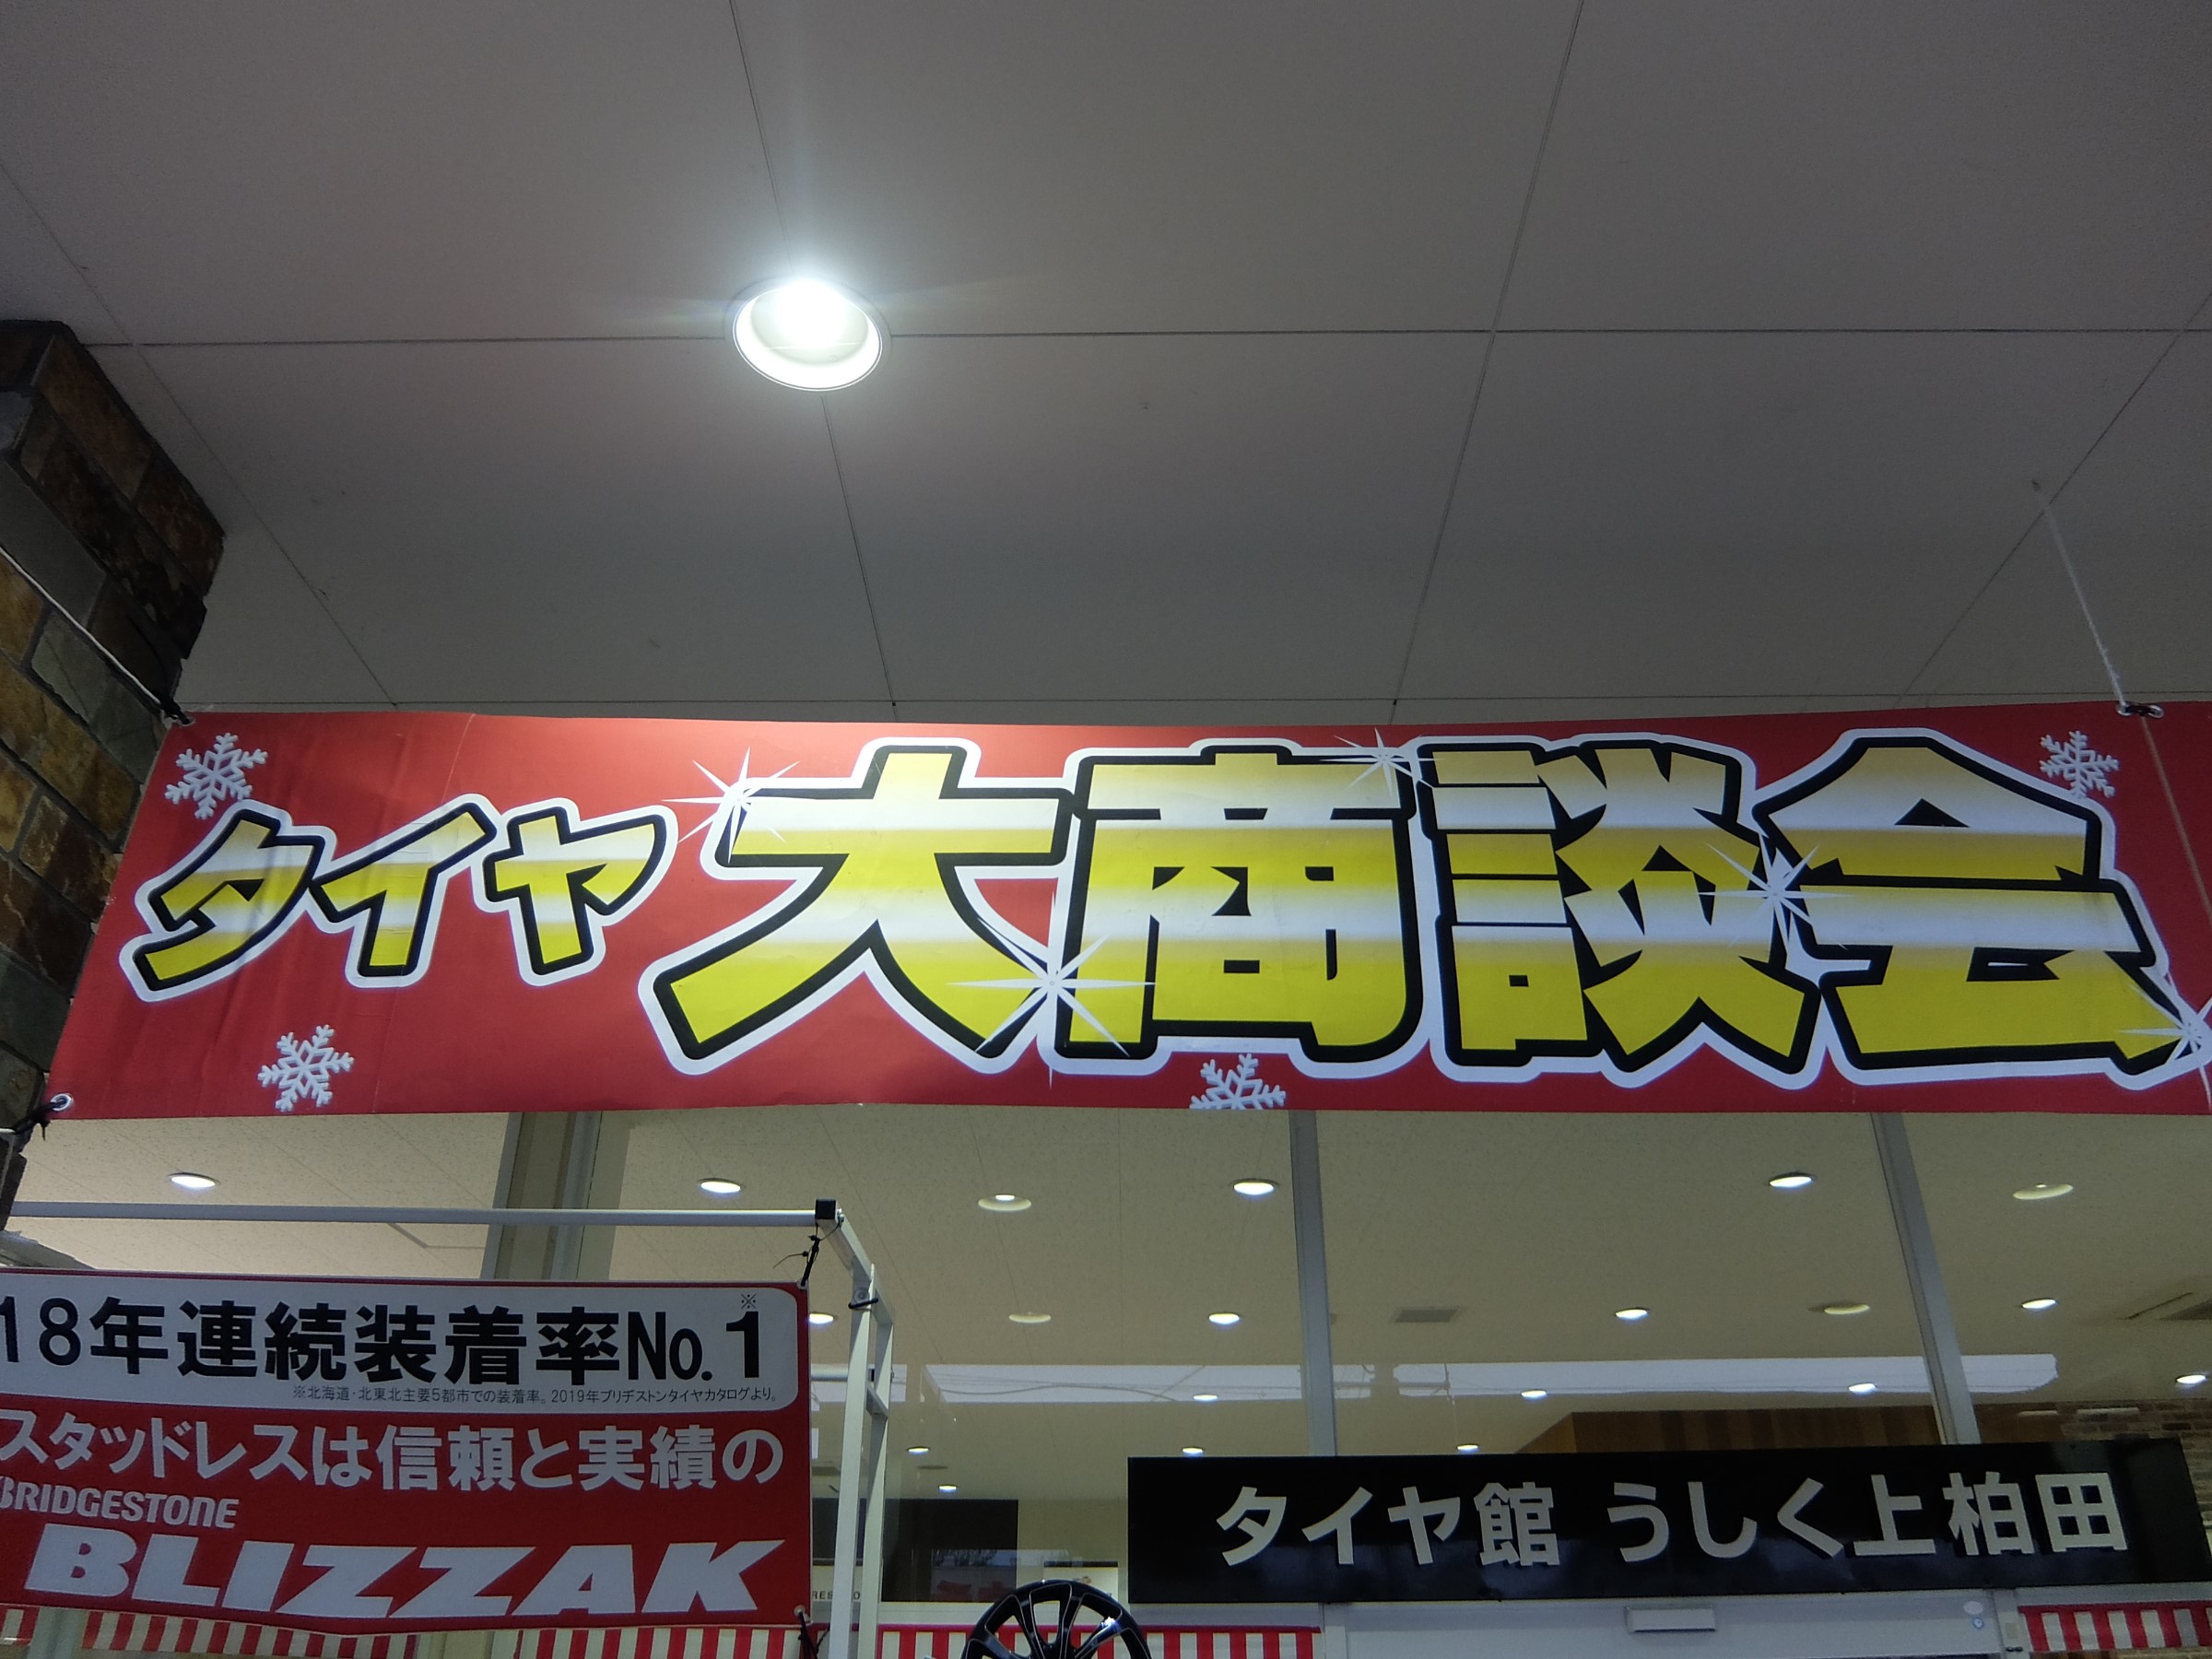 タイヤ大商談会
18年連続装着率No.1※
※北海道・北東北主要5都市での装着率。2019年ブリヂストンタイヤカタログより。
スタッドレスは信頼と実績の
BRIDGESTONE
BLIZZAK
タイヤ館 うしく上柏田